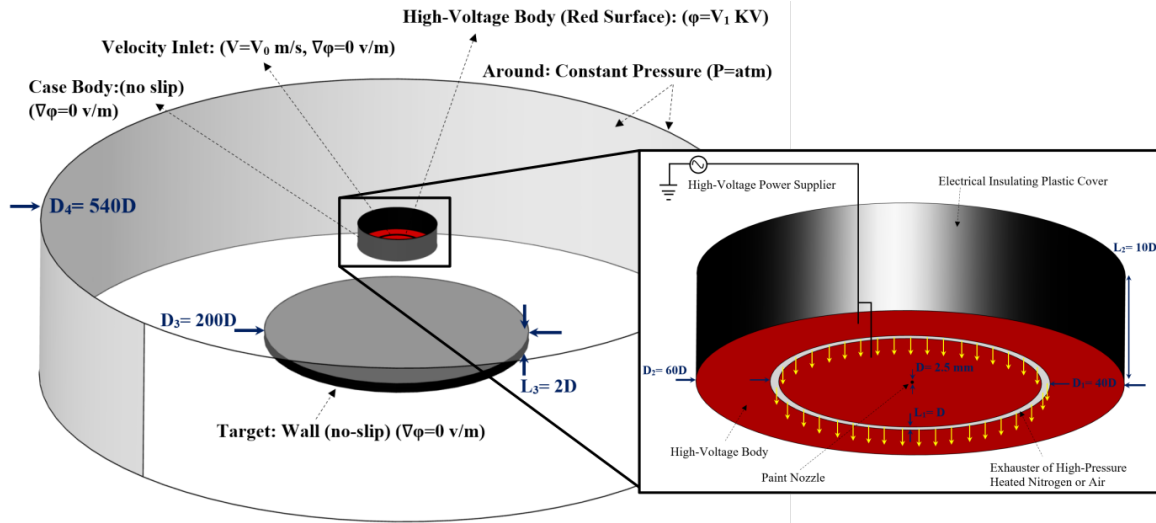 High-Voltage Body (Red Surface): (φ=V₁ KV)
Velocity Inlet: (V=V₀ m/s, ∇φ=0 v/m)
Around: Constant Pressure (P=atm)
Case Body:(no slip)
(∇φ=0 v/m)
D₄= 540D
D₃= 200D
L₃= 2D
Target: Wall (no-slip) (∇φ=0 v/m)
High-Voltage Power Supplier
Electrical Insulating Plastic Cover
L₂= 10D
D= 2.5 mm
D₂= 60D
D₁= 40D
L₃= D
High-Voltage Body
Paint Nozzle
Exhauster of High-Pressure
Heated Nitrogen or Air